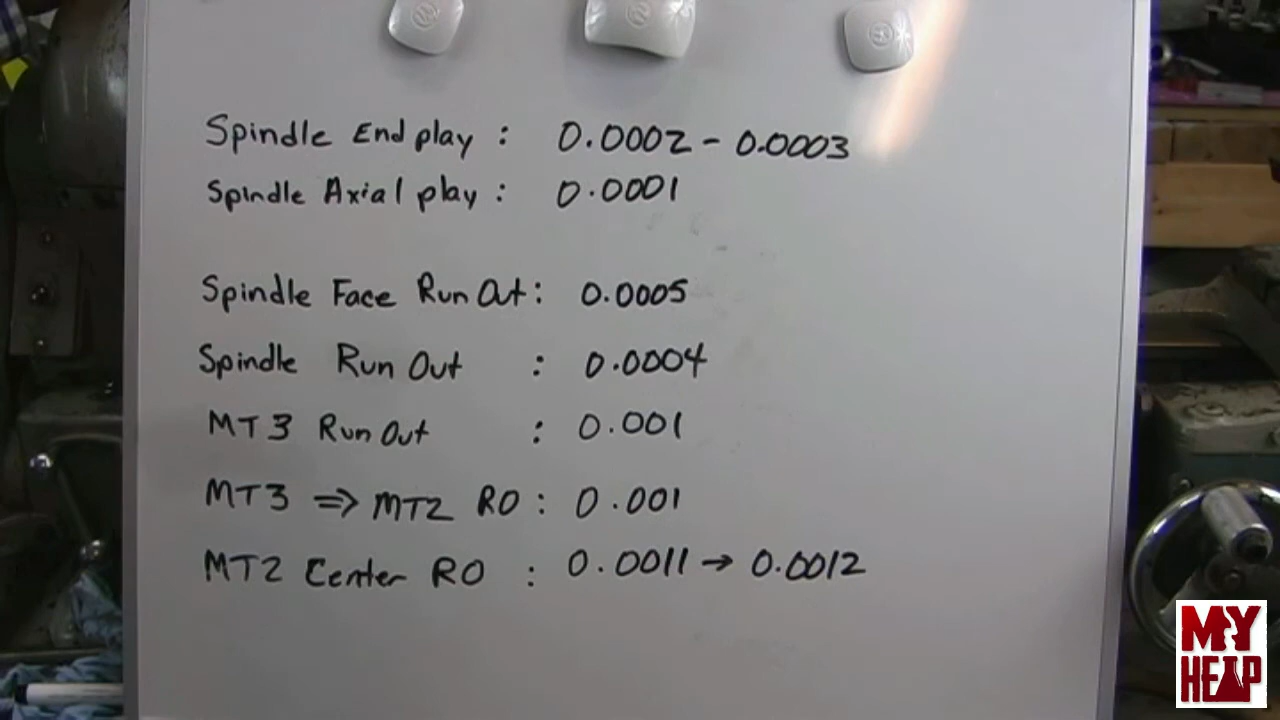 Spindle End play : 0.0002 - 0.0003
Spindle Axial play : 0.0001
Spindle Face Run Out : 0.0005
Spindle Run Out : 0.0004
MT3 Run Out : 0.001
MT3 ⇒ MT2 RO : 0.001
MT2 Center RO : 0.0011 → 0.0012
MY
HEAP